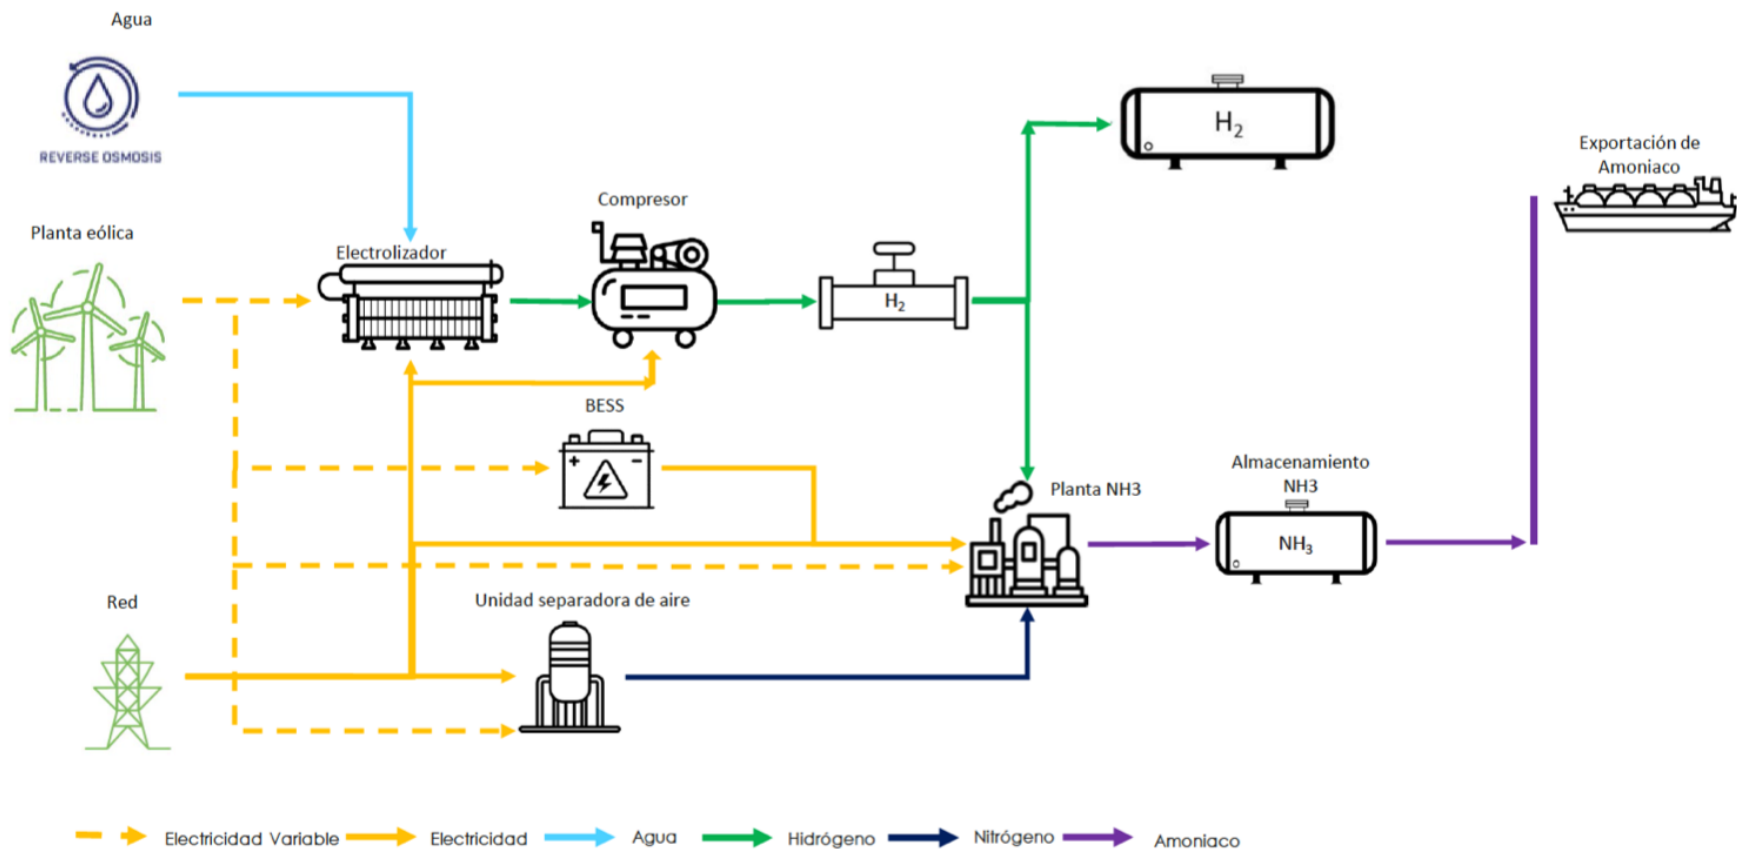 Agua
REVERSE OSMOSIS
Planta eólica
Electrolizador
Compresor
H2
H2
Exportación de
Amoniaco
BESS
+ −
Almacenamiento
NH3
Planta NH3
NH3
Red
Unidad separadora de aire
Electricidad Variable
Electricidad
Agua
Hidrógeno
Nitrógeno
Amoniaco